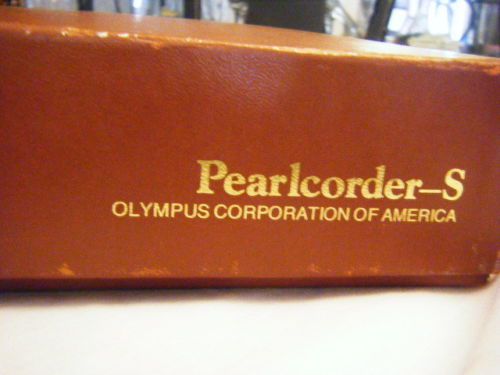 Pearlcorder–S
OLYMPUS CORPORATION OF AMERICA